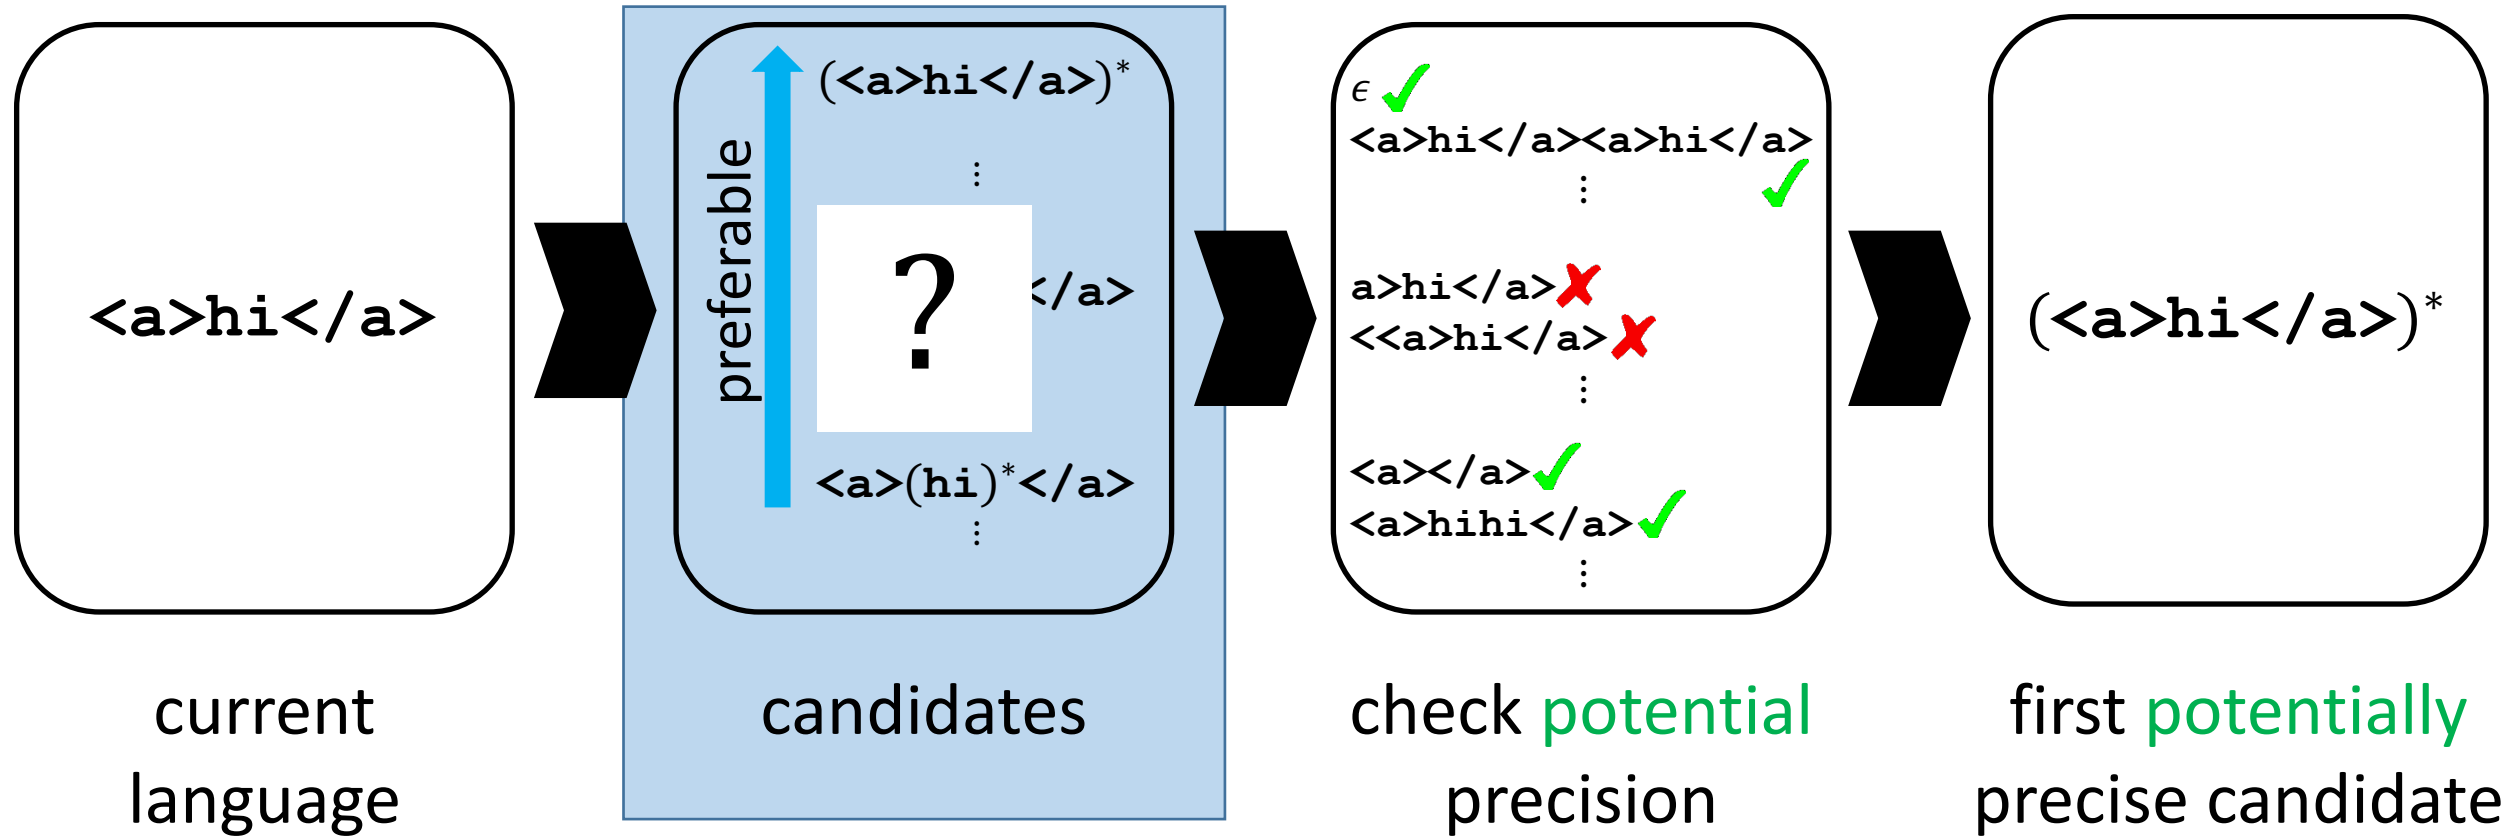 <a>hi</a>
current
language
preferable
(<a>hi</a>)*
⋮
?
</a>
<a>(hi)*</a>
⋮
candidates
ϵ ✓
<a>hi</a><a>hi</a>
✓
⋮
a>hi</a> ✗
<<a>hi</a> ✗
⋮
<a></a> ✓
<a>hihi</a> ✓
⋮
check potential
precision
(<a>hi</a>)*
first potentially
precise candidate